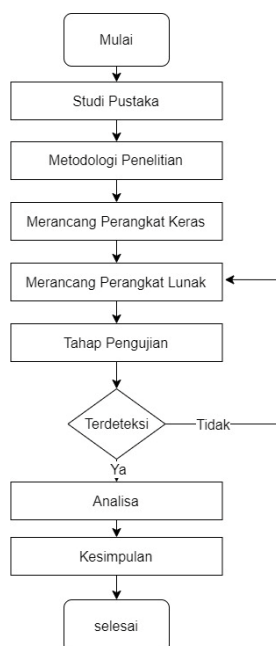 Mulai
Studi Pustaka
Metodologi Penelitian
Merancang Perangkat Keras
Merancang Perangkat Lunak
Tahap Pengujian
Terdeteksi
Tidak
Ya
Analisa
Kesimpulan
selesai